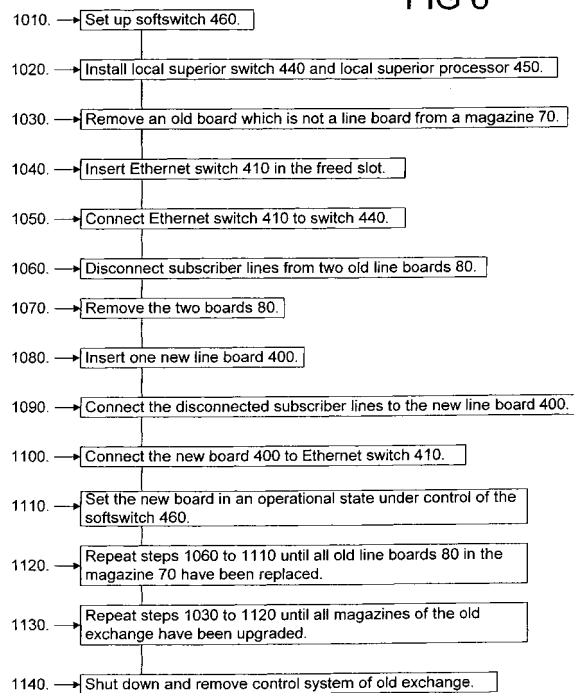 FIG 6
1010. Set up softswitch 460.
1020. Install local superior switch 440 and local superior processor 450.
1030. Remove an old board which is not a line board from a magazine 70.
1040. Insert Ethernet switch 410 in the freed slot.
1050. Connect Ethernet switch 410 to switch 440.
1060. Disconnect subscriber lines from two old line boards 80.
1070. Remove the two boards 80.
1080. Insert one new line board 400.
1090. Connect the disconnected subscriber lines to the new line board 400.
1100. Connect the new board 400 to Ethernet switch 410.
1110. Set the new board in an operational state under control of the
softswitch 460.
1120. Repeat steps 1060 to 1110 until all old line boards 80 in the
magazine 70 have been replaced.
1130. Repeat steps 1030 to 1120 until all magazines of the old
exchange have been upgraded.
1140. Shut down and remove control system of old exchange.